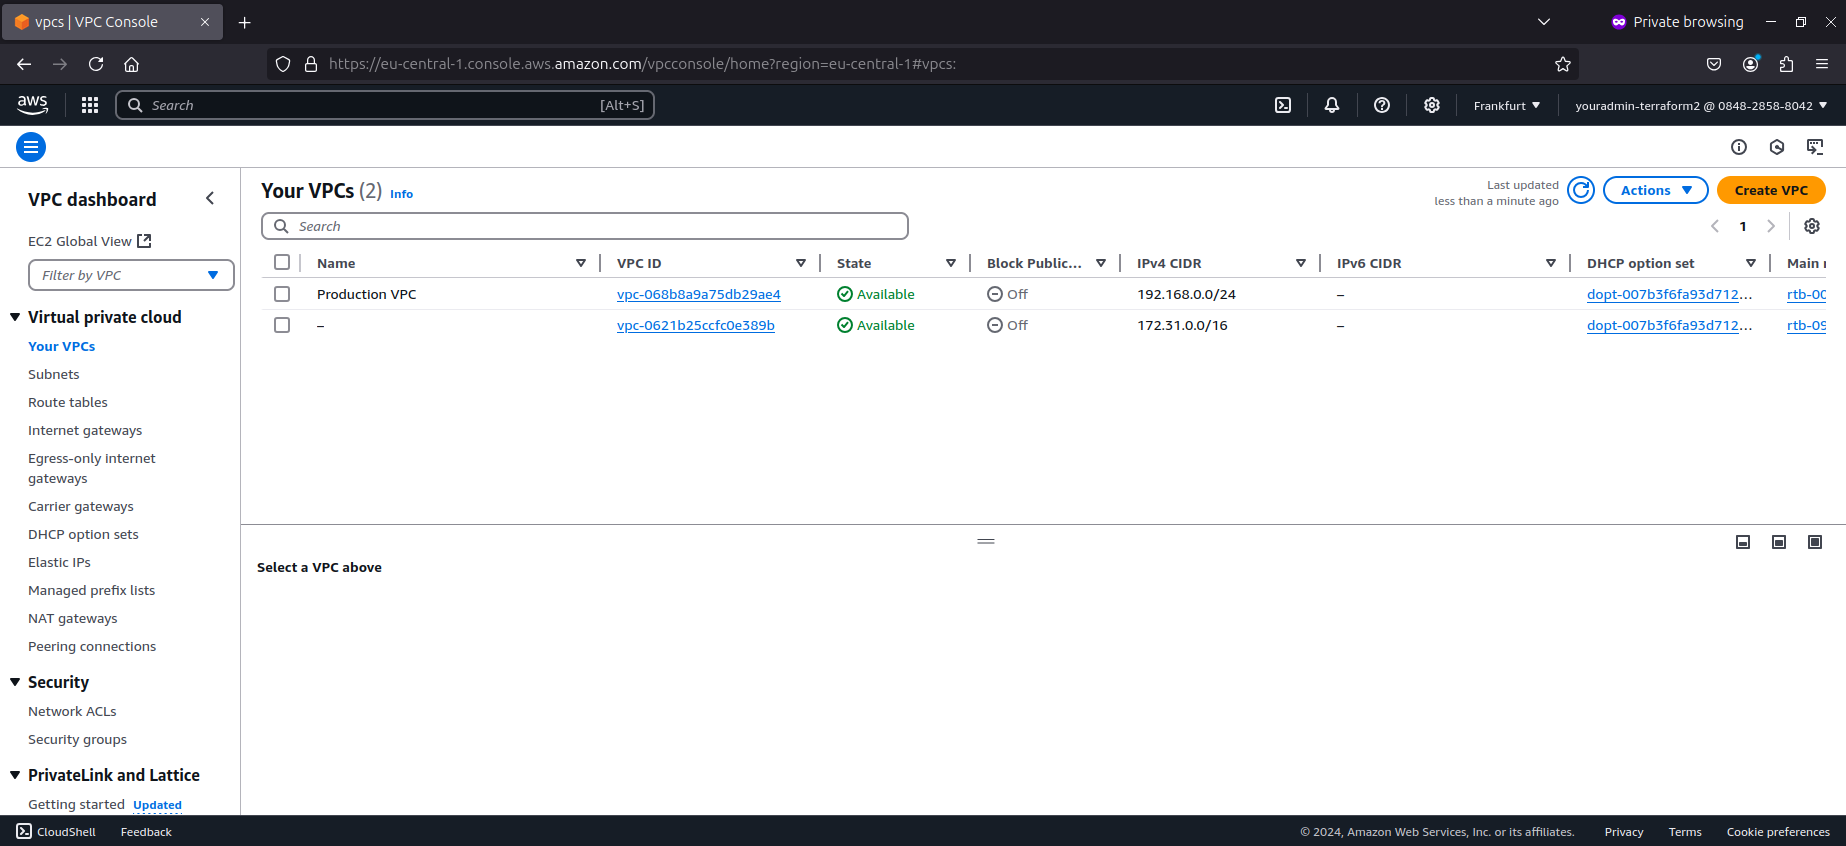 vpcs | VPC Console
Private browsing
https://eu-central-1.console.aws.amazon.com/vpcconsole/home?region=eu-central-1#vpcs:
aws
Search
[Alt+S]
Frankfurt
youradmin-terraform2 @ 0848-2858-8042
VPC dashboard
EC2 Global View
Filter by VPC
Virtual private cloud
Your VPCs
Subnets
Route tables
Internet gateways
Egress-only internet
gateways
Carrier gateways
DHCP option sets
Elastic IPs
Managed prefix lists
NAT gateways
Peering connections
Security
Network ACLs
Security groups
PrivateLink and Lattice
Getting started Updated
Your VPCs (2) Info
Last updated
less than a minute ago
Actions
Create VPC
Search
1
Name VPC ID State Block Public... IPv4 CIDR IPv6 CIDR DHCP option set Main r
Production VPC vpc-068b8a9a75db29ae4 Available Off 192.168.0.0/24 – dopt-007b3f6fa93d712... rtb-00
– vpc-0621b25ccfc0e389b Available Off 172.31.0.0/16 – dopt-007b3f6fa93d712... rtb-09
Select a VPC above
CloudShell Feedback © 2024, Amazon Web Services, Inc. or its affiliates. Privacy Terms Cookie preferences